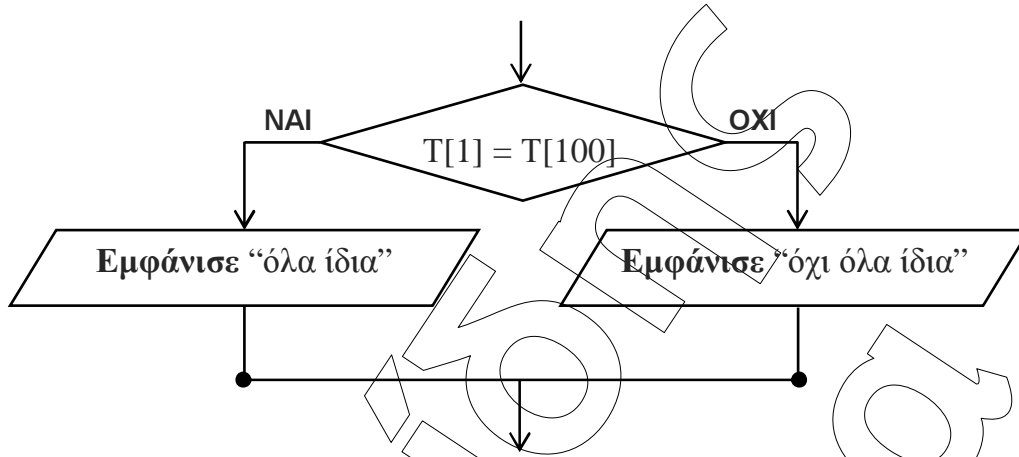 ΝΑΙ
ΟΧΙ
T[1] = T[100]
Εμφάνισε “όλα ίδια”
Εμφάνισε “όχι όλα ίδια”